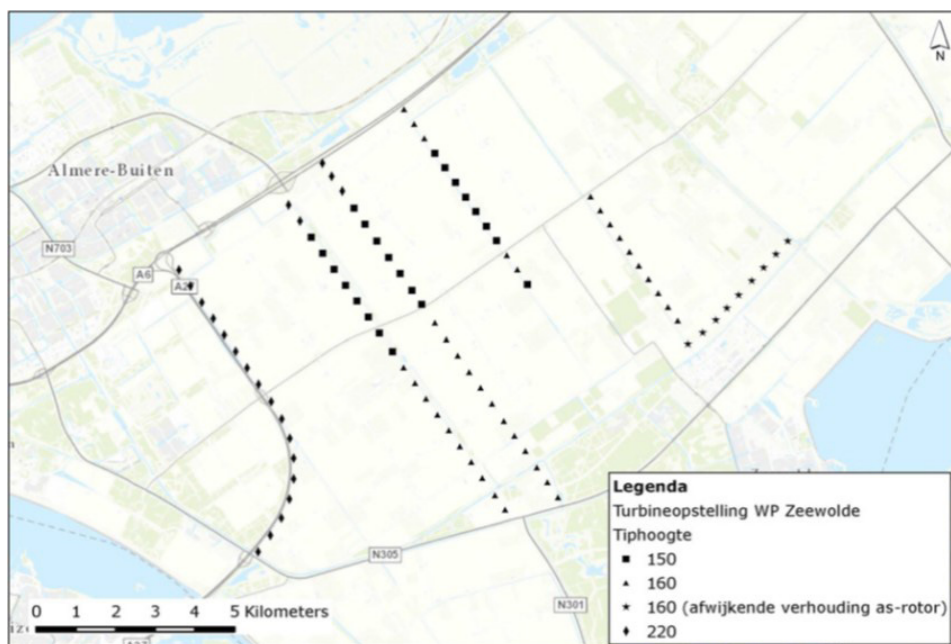 N
Almere-Buiten
N703
A6
Legenda
Turbineopstelling WP Zeewolde
Tiphoogte
150
160
160 (afwijkende verhouding as-rotor)
220
N305
N301
0 1 2 3 4 5 Kilometers